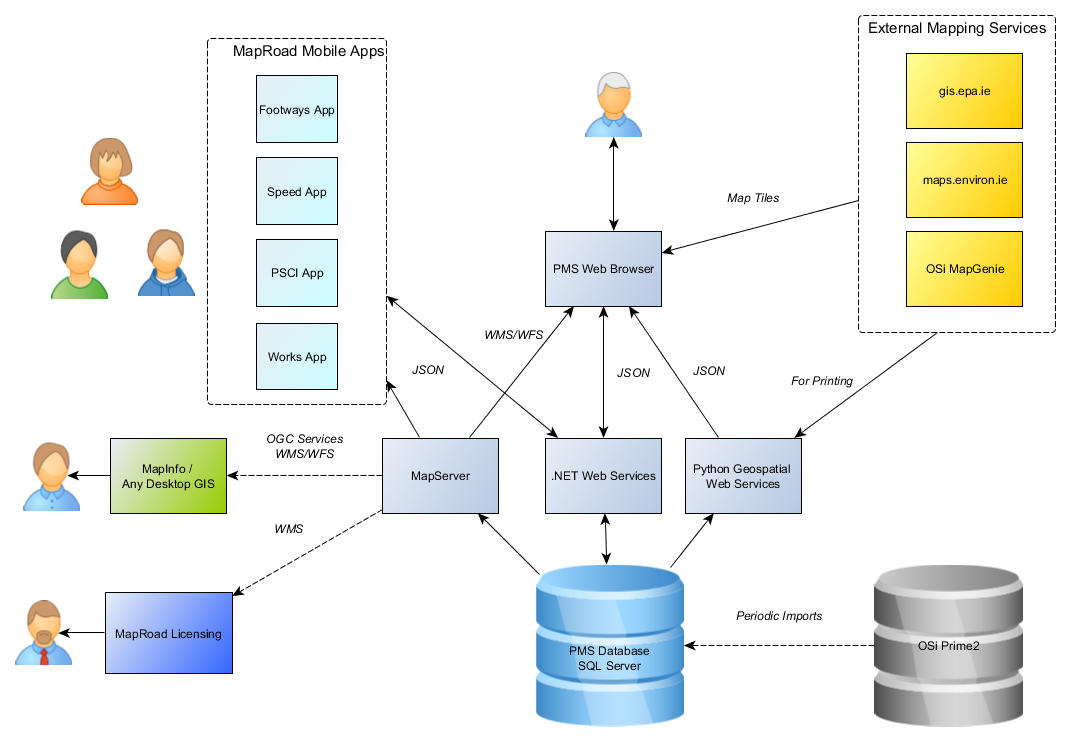 MapRoad Mobile Apps
Footways App
Speed App
PSCI App
Works App
External Mapping Services
gis.epa.ie
maps.environ.ie
OSi MapGenie
Map Tiles
PMS Web Browser
WMS/WFS
JSON
JSON
JSON
For Printing
OGC Services
WMS/WFS
MapInfo /
Any Desktop GIS
MapServer
.NET Web Services
Python Geospatial
Web Services
WMS
MapRoad Licensing
PMS Database
SQL Server
Periodic Imports
OSi Prime2